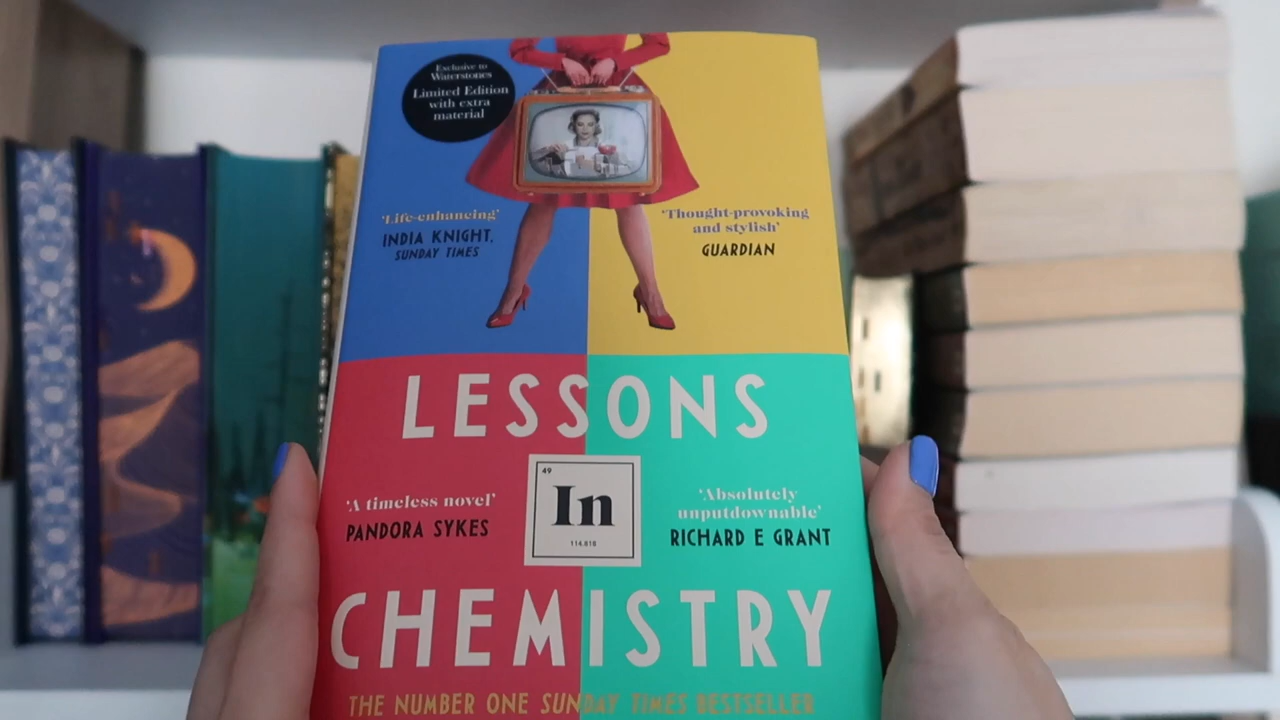 Exclusive to
Waterstones
Limited Edition
with extra
material
'Life-enhancing'
INDIA KNIGHT,
SUNDAY TIMES
'Thought-provoking
and stylish'
GUARDIAN
LESSONS
49
In
114.818
'A timeless novel'
PANDORA SYKES
'Absolutely
unputdownable'
RICHARD E GRANT
CHEMISTRY
THE NUMBER ONE SUNDAY TIMES BESTSELLER